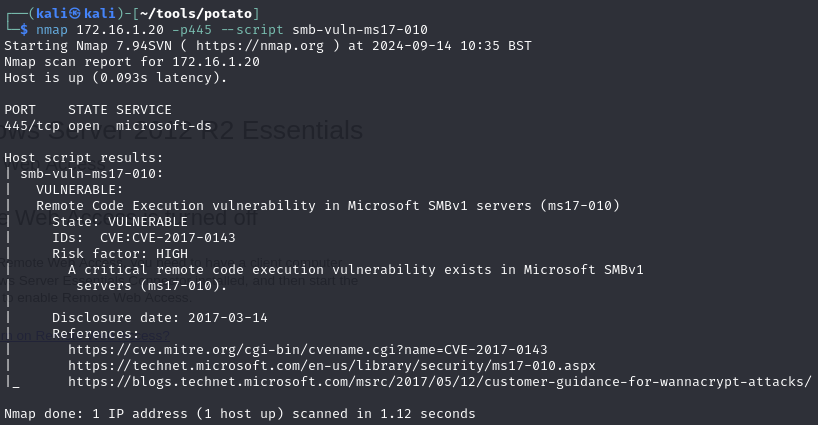 ┌──(kali㉿kali)-[~/tools/potato]
└─$ nmap 172.16.1.20 -p445 --script smb-vuln-ms17-010
Starting Nmap 7.94SVN ( https://nmap.org ) at 2024-09-14 10:35 BST
Nmap scan report for 172.16.1.20
Host is up (0.093s latency).

PORT    STATE SERVICE
445/tcp open  microsoft-ds

Host script results:
| smb-vuln-ms17-010:
|   VULNERABLE:
|   Remote Code Execution vulnerability in Microsoft SMBv1 servers (ms17-010)
|     State: VULNERABLE
|     IDs:  CVE:CVE-2017-0143
|     Risk factor: HIGH
|       A critical remote code execution vulnerability exists in Microsoft SMBv1
|        servers (ms17-010).
|
|     Disclosure date: 2017-03-14
|     References:
|       https://cve.mitre.org/cgi-bin/cvename.cgi?name=CVE-2017-0143
|       https://technet.microsoft.com/en-us/library/security/ms17-010.aspx
|_      https://blogs.technet.microsoft.com/msrc/2017/05/12/customer-guidance-for-wannacrypt-attacks/

Nmap done: 1 IP address (1 host up) scanned in 1.12 seconds